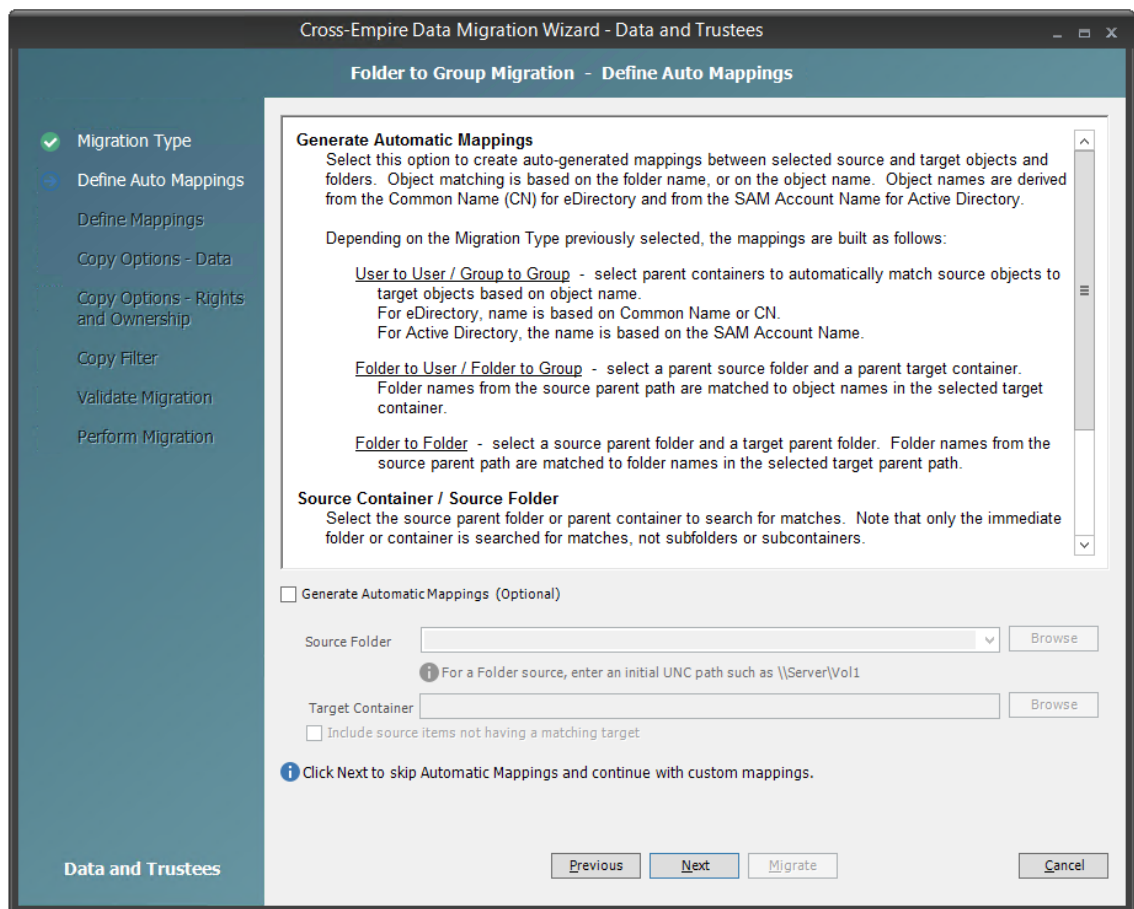 Cross-Empire Data Migration Wizard - Data and Trustees
Folder to Group Migration - Define Auto Mappings
Migration Type
Define Auto Mappings
Define Mappings
Copy Options - Data
Copy Options - Rights
and Ownership
Copy Filter
Validate Migration
Perform Migration
Data and Trustees
Generate Automatic Mappings
Select this option to create auto-generated mappings between selected source and target objects and
folders. Object matching is based on the folder name, or on the object name. Object names are derived
from the Common Name (CN) for eDirectory and from the SAM Account Name for Active Directory.
Depending on the Migration Type previously selected, the mappings are built as follows:
User to User / Group to Group - select parent containers to automatically match source objects to
target objects based on object name.
For eDirectory, name is based on Common Name or CN.
For Active Directory, the name is based on the SAM Account Name.
Folder to User / Folder to Group - select a parent source folder and a parent target container.
Folder names from the source parent path are matched to object names in the selected target
container.
Folder to Folder - select a source parent folder and a target parent folder. Folder names from the
source parent path are matched to folder names in the selected target parent path.
Source Container / Source Folder
Select the source parent folder or parent container to search for matches. Note that only the immediate
folder or container is searched for matches, not subfolders or subcontainers.
Generate Automatic Mappings (Optional)
Source Folder
Browse
For a Folder source, enter an initial UNC path such as \\Server\Vol1
Target Container
Browse
Include source items not having a matching target
Click Next to skip Automatic Mappings and continue with custom mappings.
Previous
Next
Migrate
Cancel